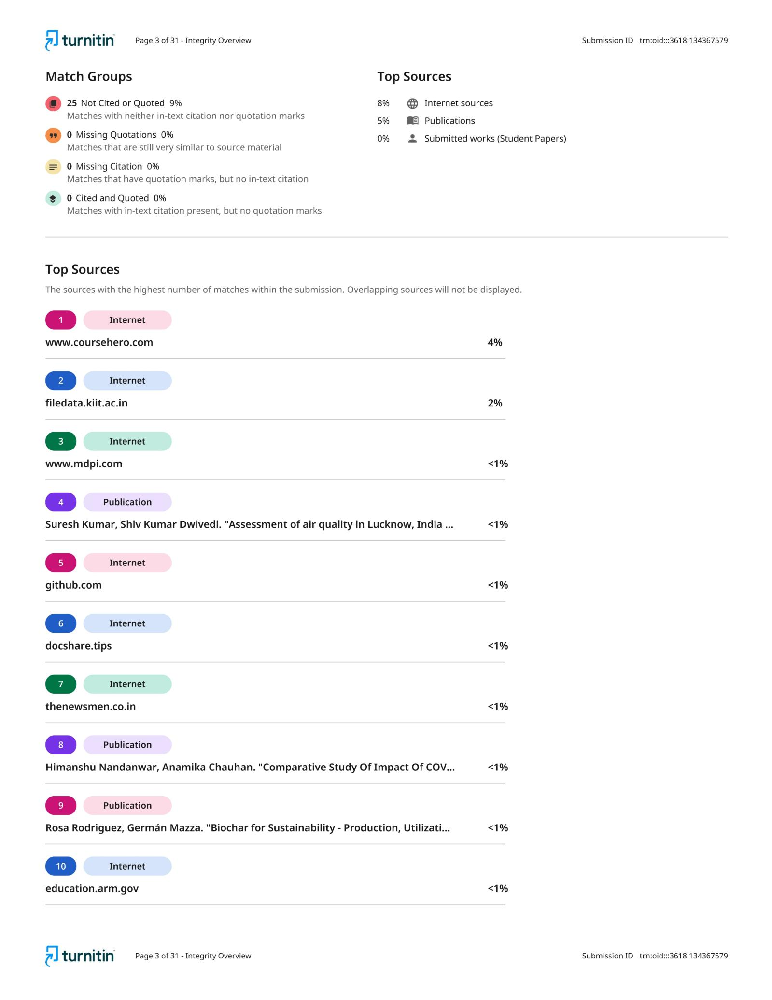 turnitin Page 3 of 31 - Integrity Overview Submission ID trn:oid:::3618:134367579
Match Groups
25 Not Cited or Quoted 9%
Matches with neither in-text citation nor quotation marks
0 Missing Quotations 0%
Matches that are still very similar to source material
0 Missing Citation 0%
Matches that have quotation marks, but no in-text citation
0 Cited and Quoted 0%
Matches with in-text citation present, but no quotation marks
Top Sources
8% Internet sources
5% Publications
0% Submitted works (Student Papers)
Top Sources
The sources with the highest number of matches within the submission. Overlapping sources will not be displayed.
1 Internet
www.coursehero.com 4%
2 Internet
filedata.kiit.ac.in 2%
3 Internet
www.mdpi.com <1%
4 Publication
Suresh Kumar, Shiv Kumar Dwivedi. "Assessment of air quality in Lucknow, India ... <1%
5 Internet
github.com <1%
6 Internet
docshare.tips <1%
7 Internet
thenewsmen.co.in <1%
8 Publication
Himanshu Nandanwar, Anamika Chauhan. "Comparative Study Of Impact Of COV... <1%
9 Publication
Rosa Rodriguez, Germán Mazza. "Biochar for Sustainability - Production, Utilizati... <1%
10 Internet
education.arm.gov <1%
turnitin Page 3 of 31 - Integrity Overview Submission ID trn:oid:::3618:134367579